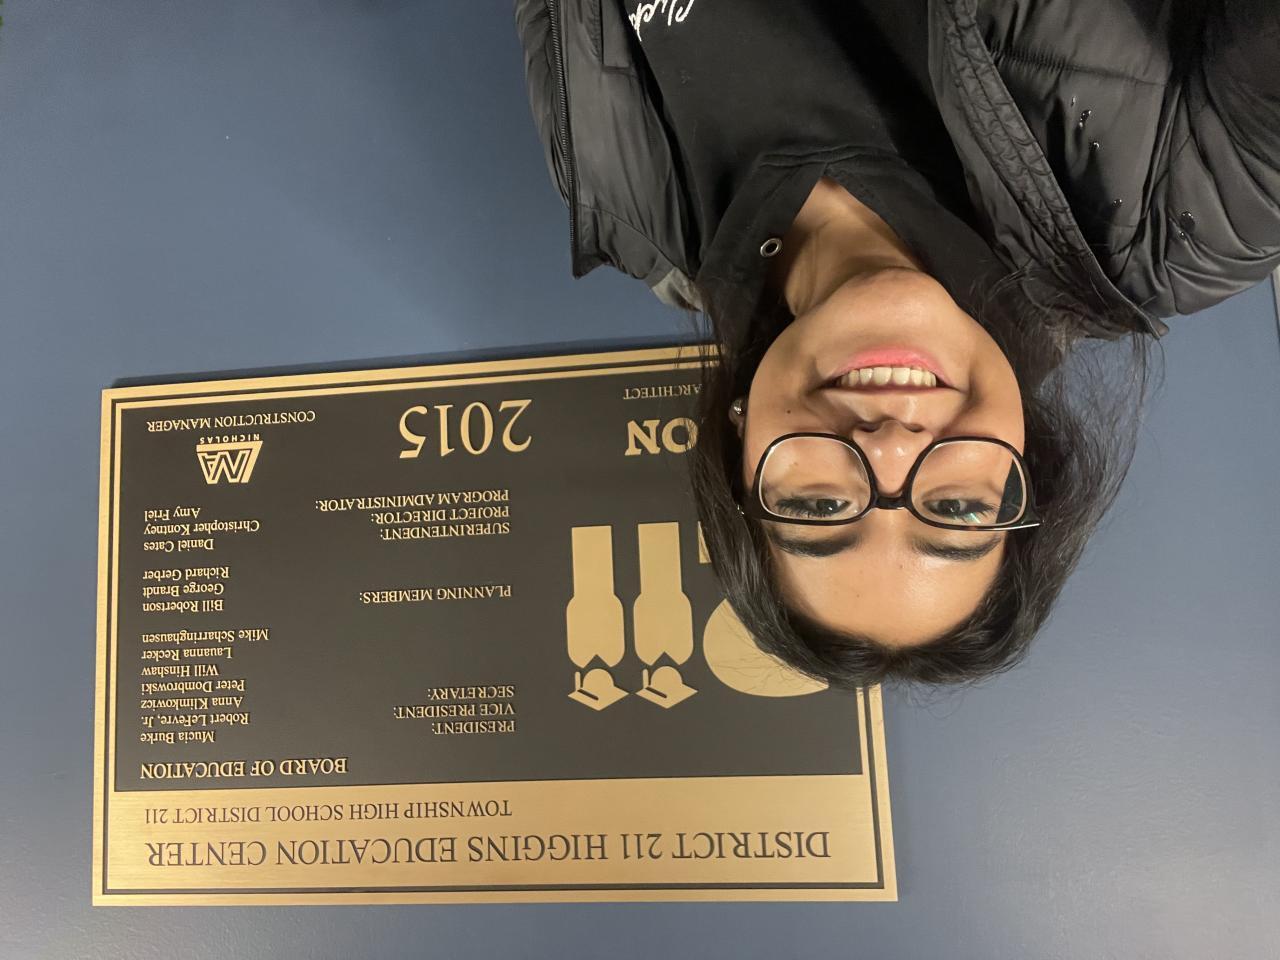 DISTRICT 211 HIGGINS EDUCATION CENTER
TOWNSHIP HIGH SCHOOL DISTRICT 211
BOARD OF EDUCATION
PRESIDENT: Mucia Burke
VICE PRESIDENT: Robert LeFevre, Jr.
SECRETARY: Anna Klimkowicz
Peter Dombrowski
Will Hinshaw
Lauanna Recker
Mike Scharringhausen
PLANNING MEMBERS: Bill Robertson
George Brandt
Richard Gerber
SUPERINTENDENT: Daniel Cates
PROJECT DIRECTOR: Christopher Kontney
PROGRAM ADMINISTRATOR: Amy Friel
ON
ARCHITECT
2015
NICHOLAS
CONSTRUCTION MANAGER